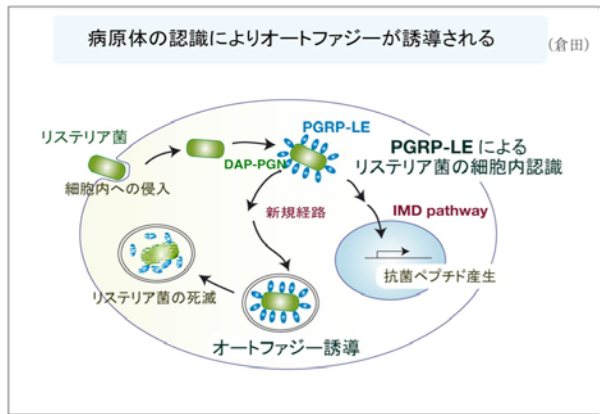 病原体の認識によりオートファジーが誘導される
(倉田)
リステリア菌
PGRP-LE
DAP-PGN
PGRP-LE による
リステリア菌の細胞内認識
細胞内への侵入
新規経路
IMD pathway
抗菌ペプチド産生
リステリア菌の死滅
オートファジー誘導